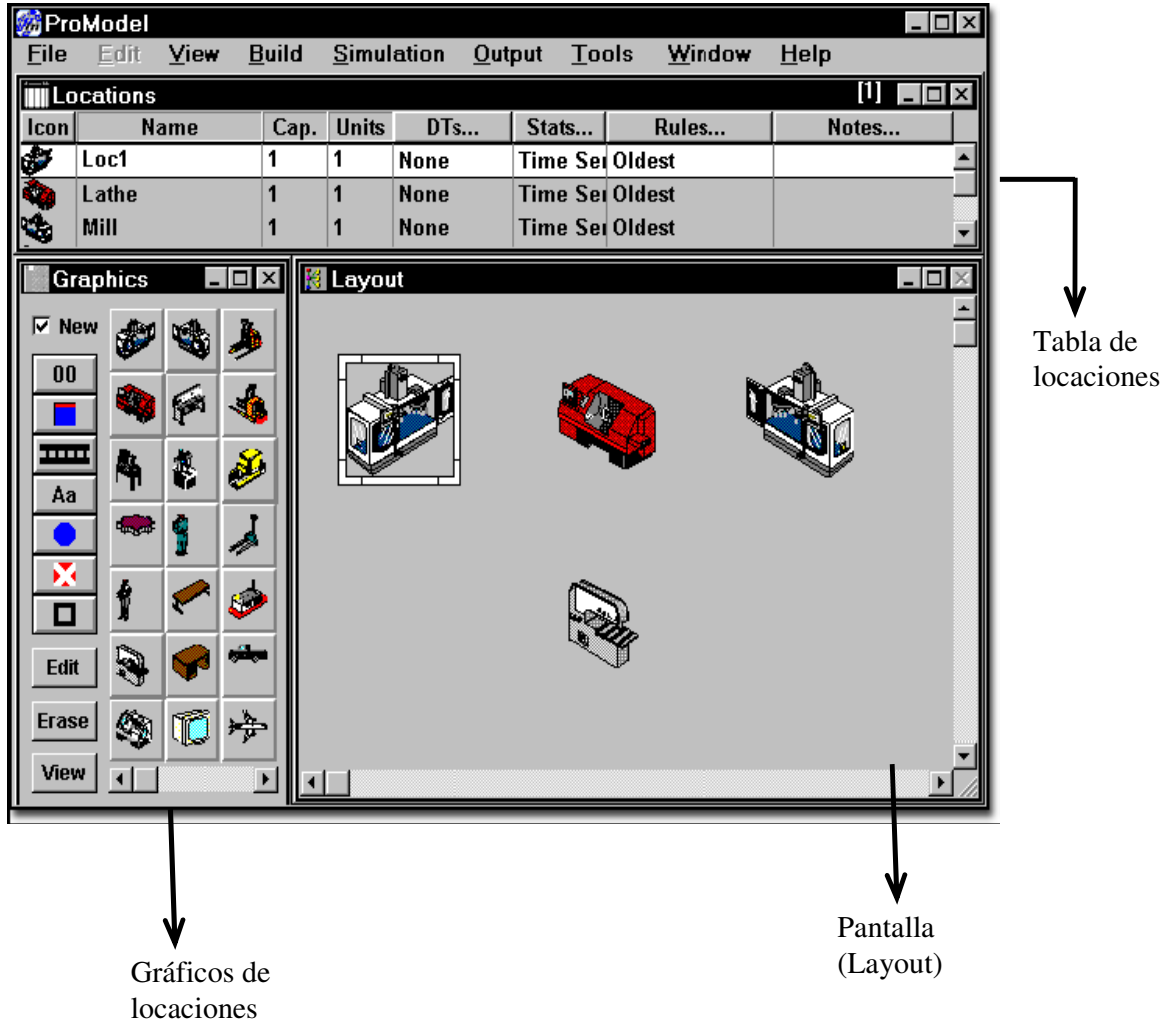 ProModel
File Edit View Build Simulation Output Tools Window Help
Locations [1]
Icon Name Cap. Units DTs... Stats... Rules... Notes...
Loc1 1 1 None Time Ser Oldest
Lathe 1 1 None Time Ser Oldest
Mill 1 1 None Time Ser Oldest
Graphics
Layout
New
00
Aa
Edit
Erase
View
Tabla de
locaciones
Pantalla
(Layout)
Gráficos de
locaciones